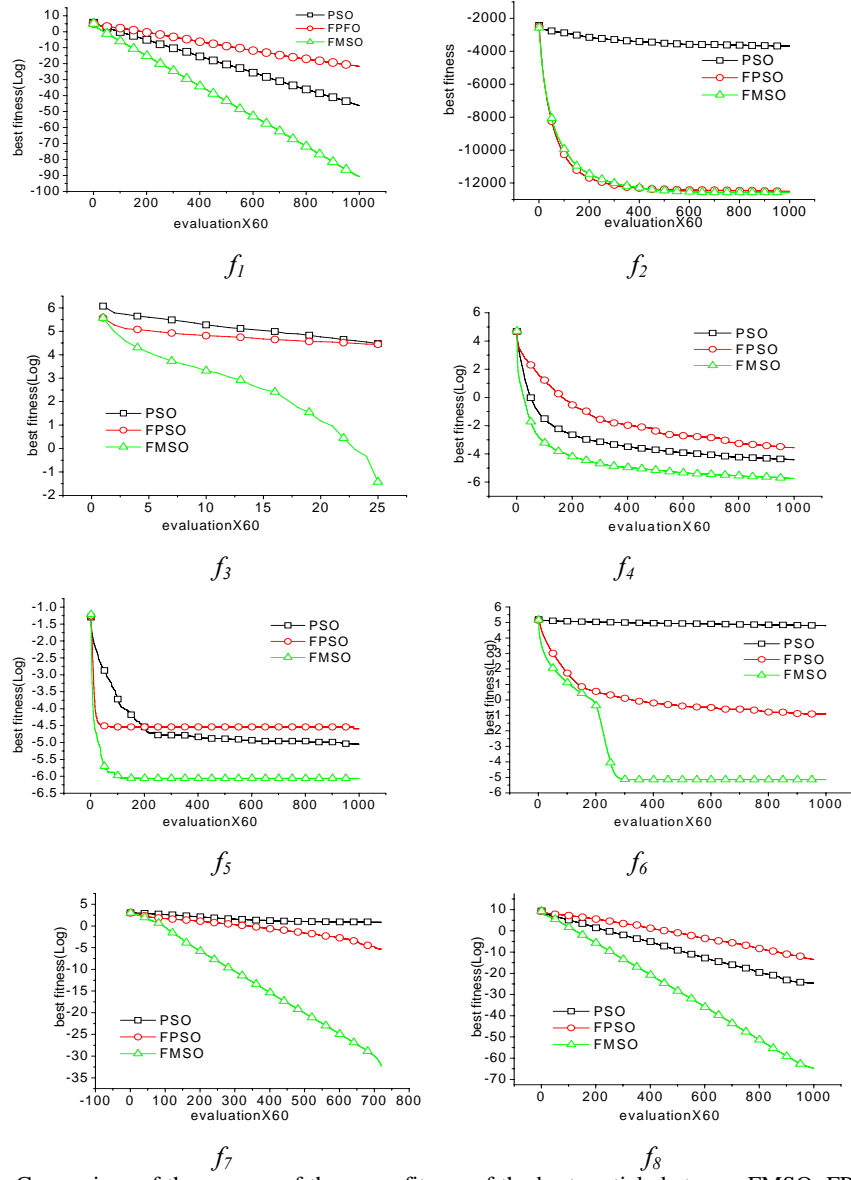 PSO
FPFO
FMSO
best fitness(Log)
10
0
-10
-20
-30
-40
-50
-60
-70
-80
-90
-100
0 200 400 600 800 1000
evaluationX60
f1
PSO
FPSO
FMSO
best fitness
-2000
-4000
-6000
-8000
-10000
-12000
0 200 400 600 800 1000
evaluationX60
f2
best fitness(Log)
6
5
4
3
2
1
0
-1
-2
PSO
FPSO
FMSO
0 5 10 15 20 25
evaluationX60
f3
best fitness(Log)
6
4
2
0
-2
-4
-6
PSO
FPSO
FMSO
0 200 400 600 800 1000
evaluationX60
f4
best fitness(Log)
-1.0
-1.5
-2.0
-2.5
-3.0
-3.5
-4.0
-4.5
-5.0
-5.5
-6.0
-6.5
PSO
FPSO
FMSO
0 200 400 600 800 1000
evaluationX60
f5
best fitness(Log)
6
5
4
3
2
1
0
-1
-2
-3
-4
-5
-6
PSO
FPSO
FMSO
0 200 400 600 800 1000
evaluationX60
f6
best fitness(Log)
5
0
-5
-10
-15
-20
-25
-30
-35
PSO
FPSO
FMSO
-100 0 100 200 300 400 500 600 700 800
evaluationX60
f7
best fitness(Log)
10
0
-10
-20
-30
-40
-50
-60
-70
PSO
FPSO
FMSO
0 200 400 600 800 1000
evaluationX60
f8